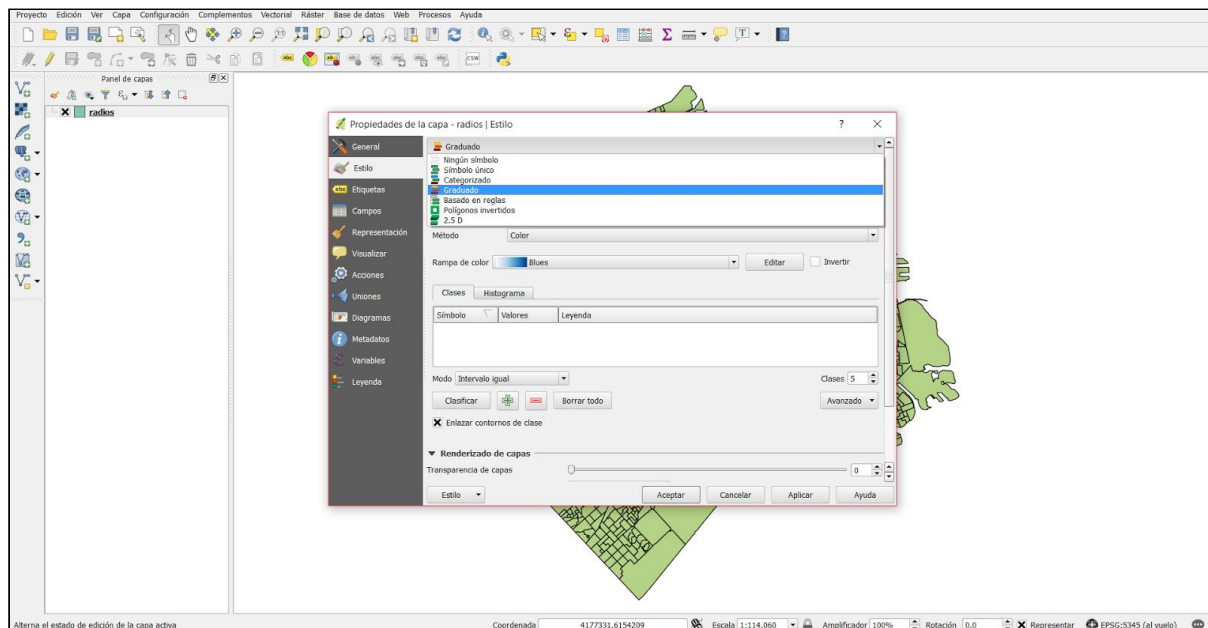 Proyecto Edición Ver Capa Configuración Complementos Vectorial Ráster Base de datos Web Procesos Ayuda
Panel de capas
radios
Propiedades de la capa - radios | Estilo
General
Estilo
Etiquetas
Campos
Representación
Visualizar
Acciones
Uniones
Diagramas
Metadatos
Variables
Leyenda
Graduado
Ningún símbolo
Símbolo único
Categorizado
Graduado
Basado en reglas
Polígonos invertidos
2.5 D
Método Color
Rampa de color Blues Editar Invertir
Clases Histograma
Símbolo Valores Leyenda
Modo Intervalo igual Clases 5
Clasificar Borrar todo Avanzado
Enlazar contornos de clase
Renderizado de capas
Transparencia de capas 0
Estilo Aceptar Cancelar Aplicar Ayuda
Alterna el estado de edición de la capa activa Coordenada 4177331,6154209 Escala 1:114.060 Amplificador 100% Rotación 0,0 Representar EPSG:5345 (al vuelo)